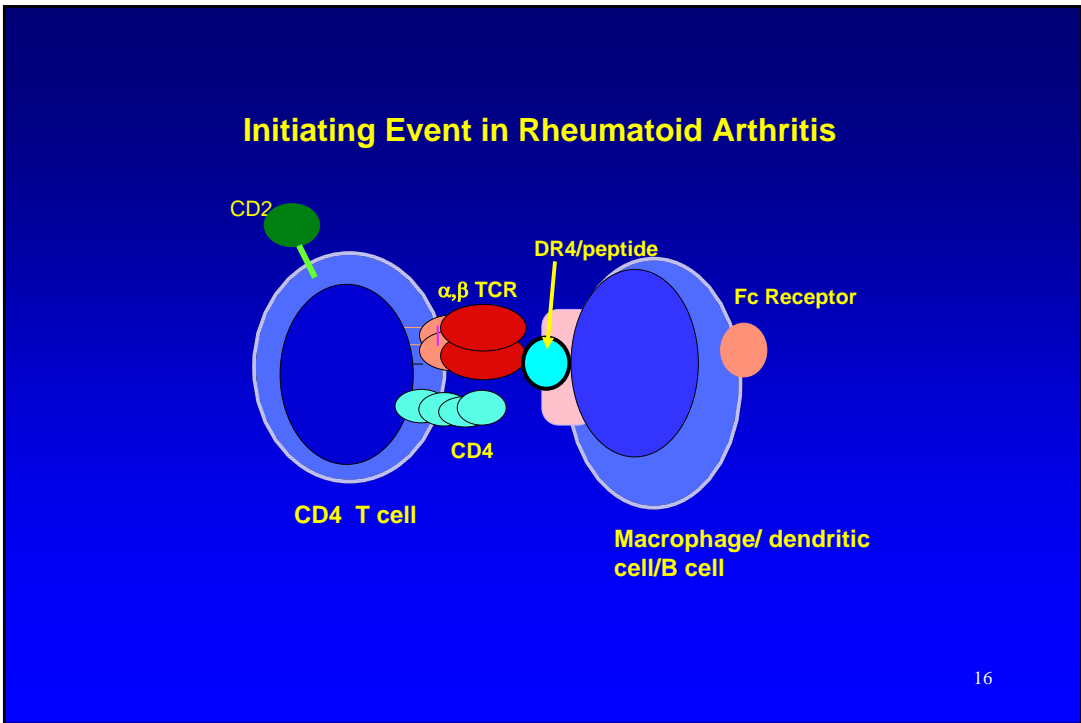 Initiating Event in Rheumatoid Arthritis
CD2
DR4/peptide
α,β TCR
Fc Receptor
CD4
CD4 T cell
Macrophage/ dendritic
cell/B cell
16